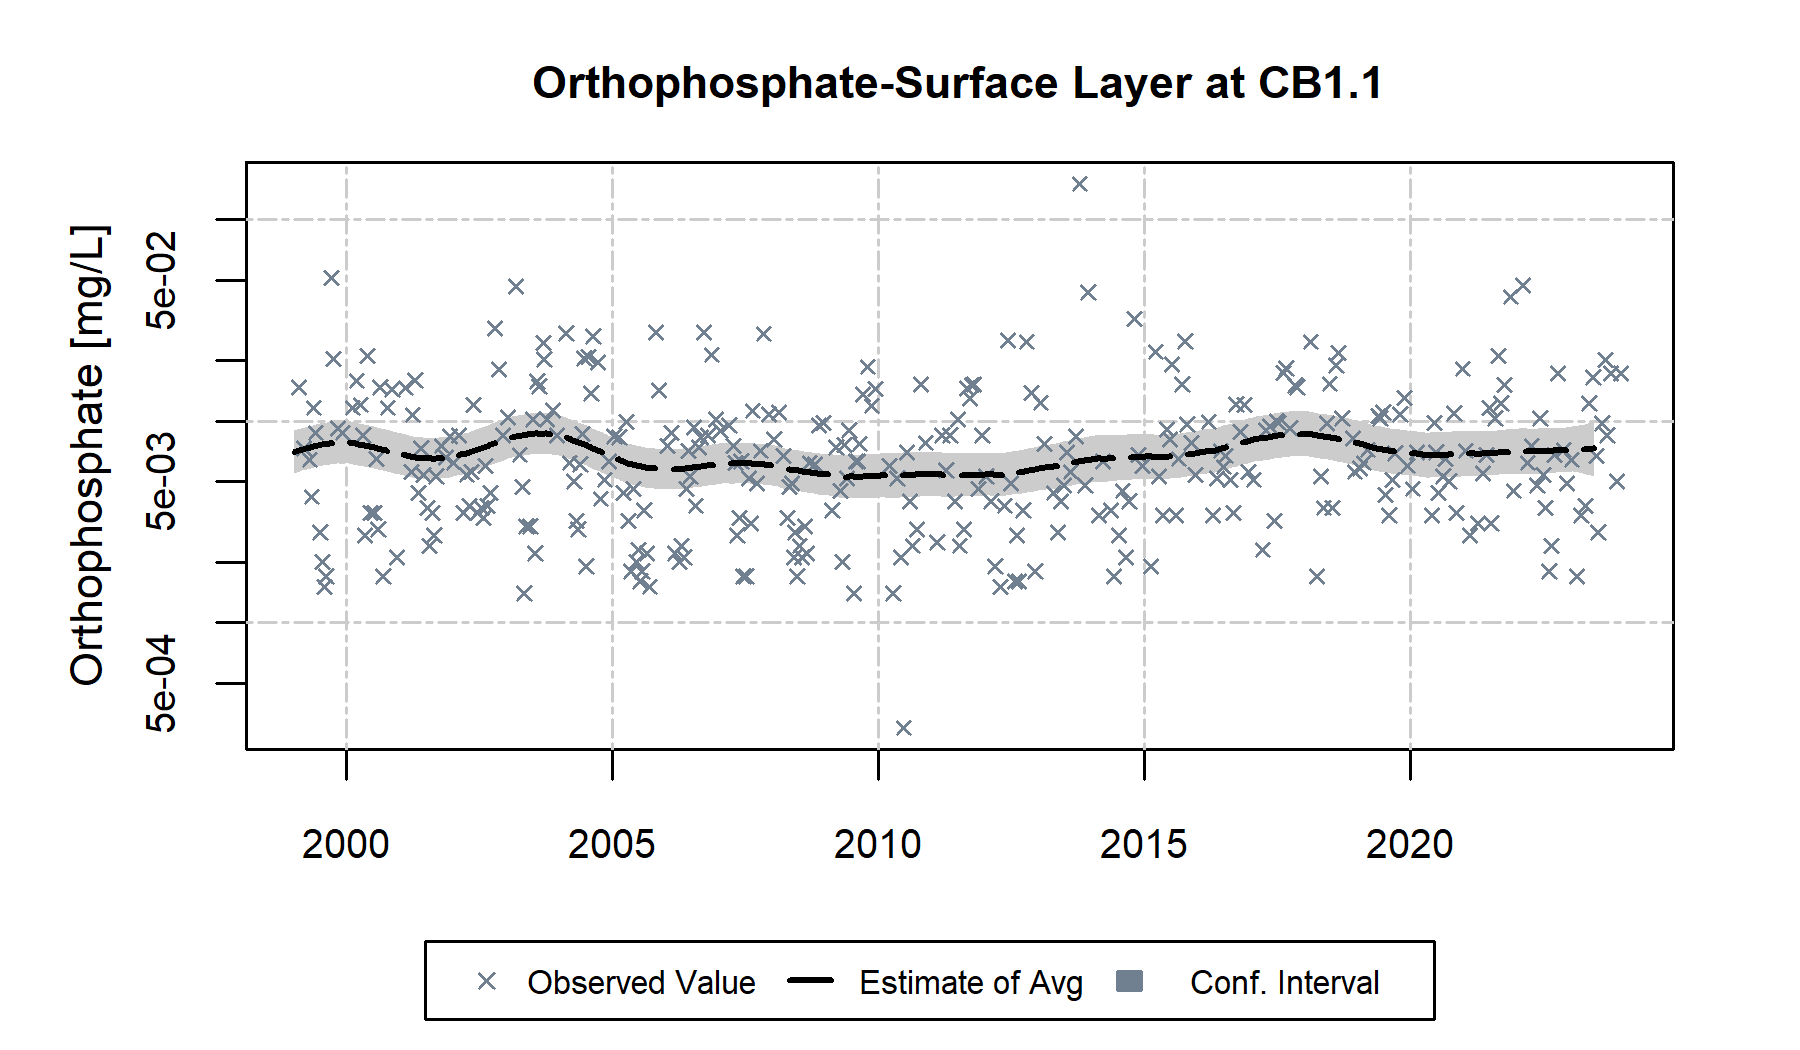 Orthophosphate-Surface Layer at CB1.1
Orthophosphate [mg/L]
5e-02
5e-03
5e-04
2000 2005 2010 2015 2020
Observed Value Estimate of Avg Conf. Interval